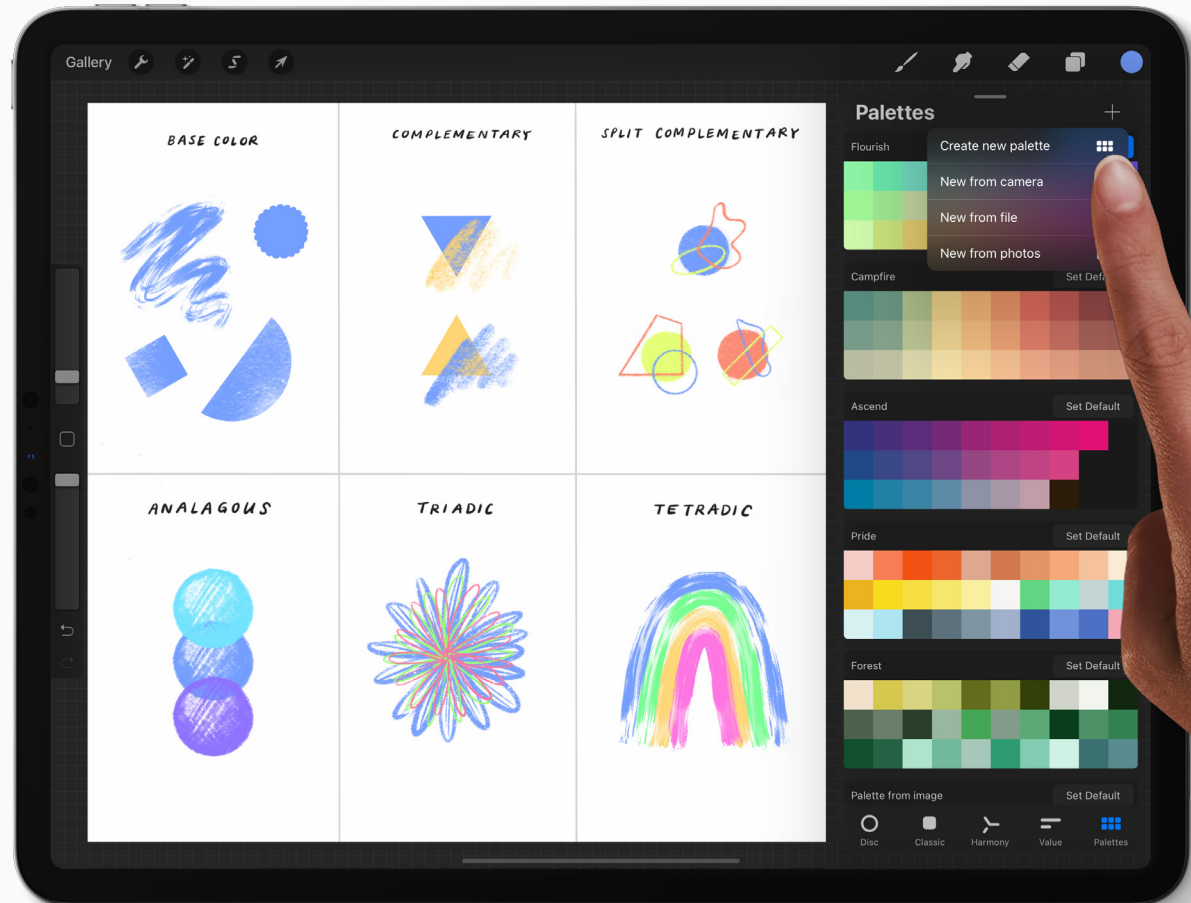 Gallery
BASE COLOR
COMPLEMENTARY
SPLIT COMPLEMENTARY
ANALAGOUS
TRIADIC
TETRADIC
Palettes
Flourish
Create new palette
New from camera
New from file
New from photos
Campfire
Ascend
Set Default
Pride
Set Default
Forest
Set Default
Palette from image
Set Default
Disc
Classic
Harmony
Value
Palettes